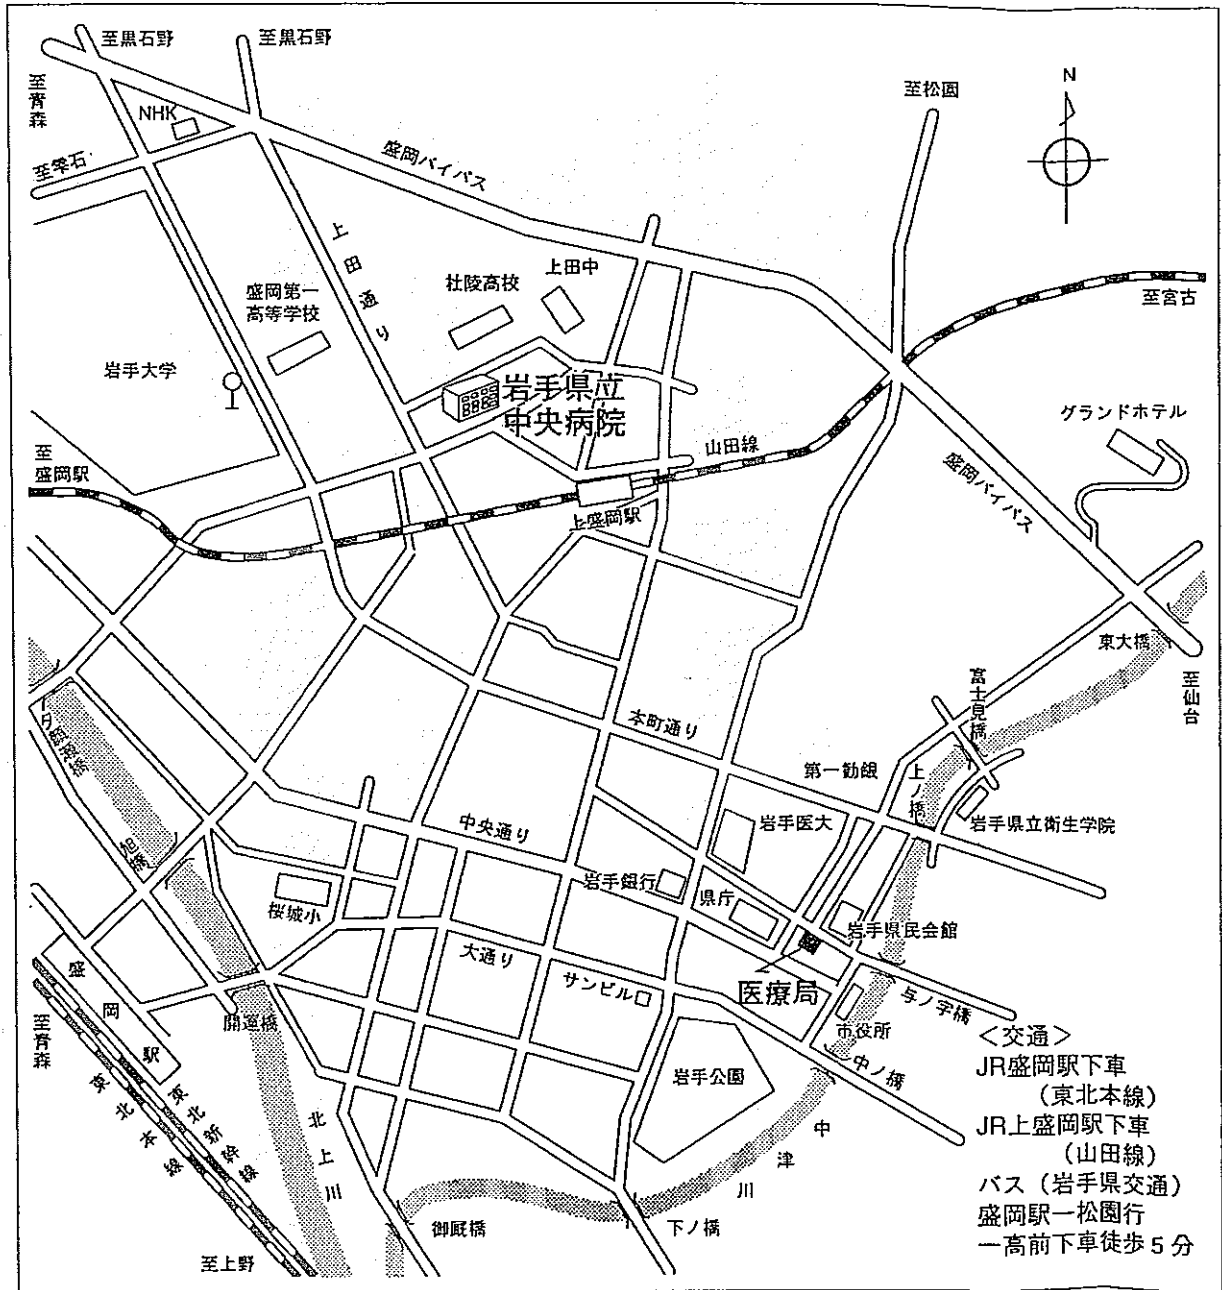 至黒石野
至黒石野
至青森
NHK
至松園
N
至雫石
盛岡バイパス
上田通り
上田中
杜陵高校
盛岡第一
高等学校
至宮古
岩手大学
岩手県立
中央病院
グランドホテル
至
盛岡駅
山田線
盛岡バイパス
上盛岡駅
東大橋
至仙台
富士見橋
夕顔瀬橋
本町通り
第一勧銀
上ノ橋
中央通り
岩手医大
岩手県立衛生学院
旭橋
岩手銀行
県庁
桜城小
岩手県民会館
大通り
サンビル
医療局
盛岡駅
与ノ字橋
開運橋
市役所
至青森
中ノ橋
岩手公園
東北新幹線
東北本線
北上川
中津川
御厩橋
下ノ橋
至上野
<交通>
JR盛岡駅下車
(東北本線)
JR上盛岡駅下車
(山田線)
バス(岩手県交通)
盛岡駅―松園行
一高前下車徒歩5分